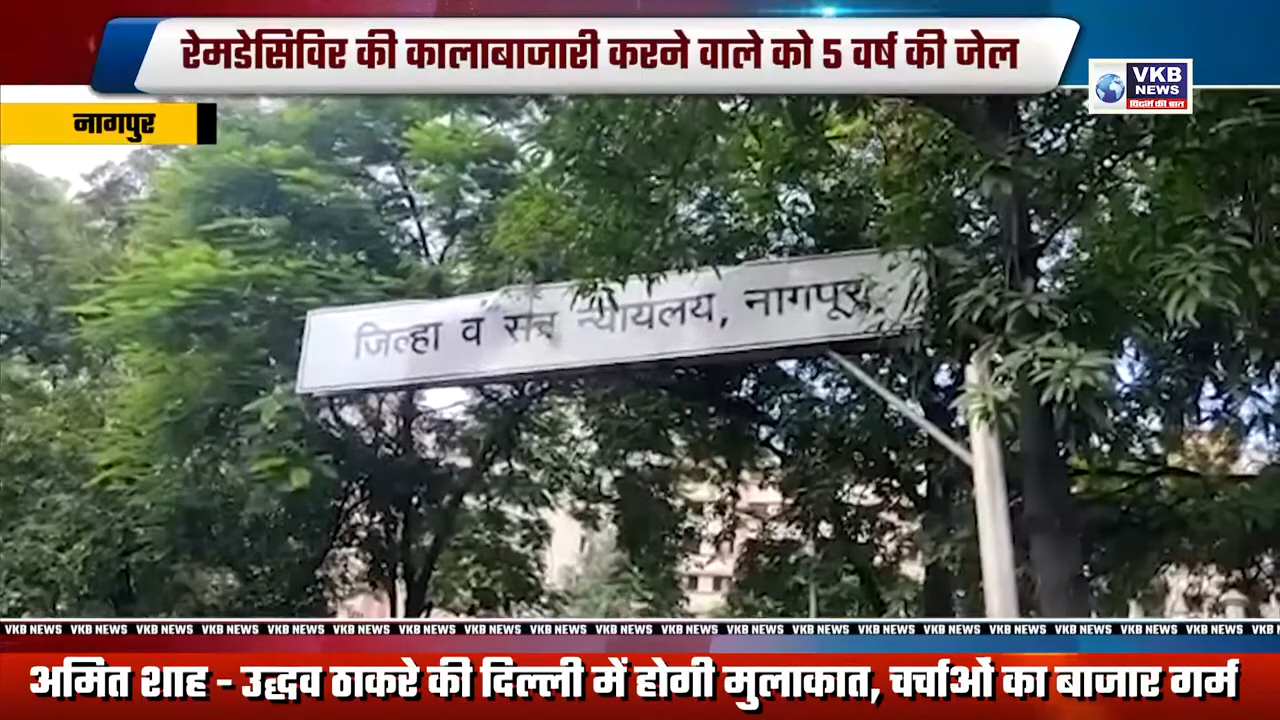 रेमडेसिविर की कालाबाजारी करने वाले को 5 वर्ष की जेल
VKB
NEWS
विदर्भ की बात
नागपुर
जिल्हा व सत्र न्यायालय, नागपूर
VKB NEWS VKB NEWS VKB NEWS VKB NEWS VKB NEWS VKB NEWS VKB NEWS VKB NEWS VKB NEWS VKB NEWS VKB NEWS VKB NEWS VKB NEWS VKB NEWS VKB NEWS VKB NEWS VKB NEWS VKB NEWS VKB NEWS VKB N
अमित शाह - उद्धव ठाकरे की दिल्ली में होगी मुलाकात, चर्चाओं का बाजार गर्म